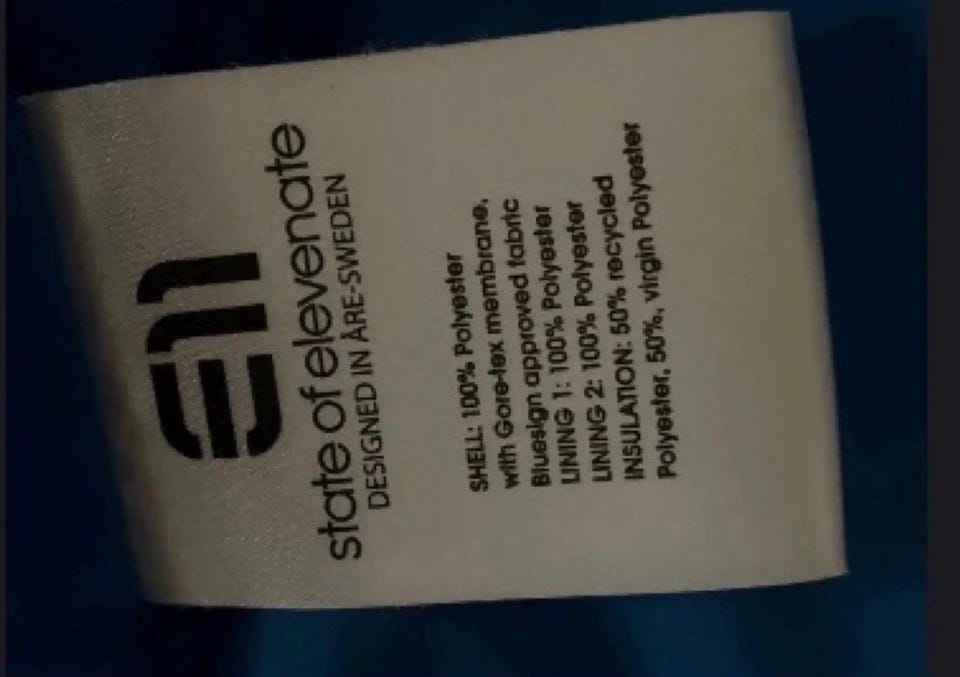 E11
state of elevenate
DESIGNED IN ÅRE-SWEDEN
SHELL: 100% Polyester
with Gore-tex membrane,
Bluesign approved fabric
LINING 1: 100% Polyester
LINING 2: 100% Polyester
INSULATION: 50% recycled
Polyester, 50%, virgin Polyester